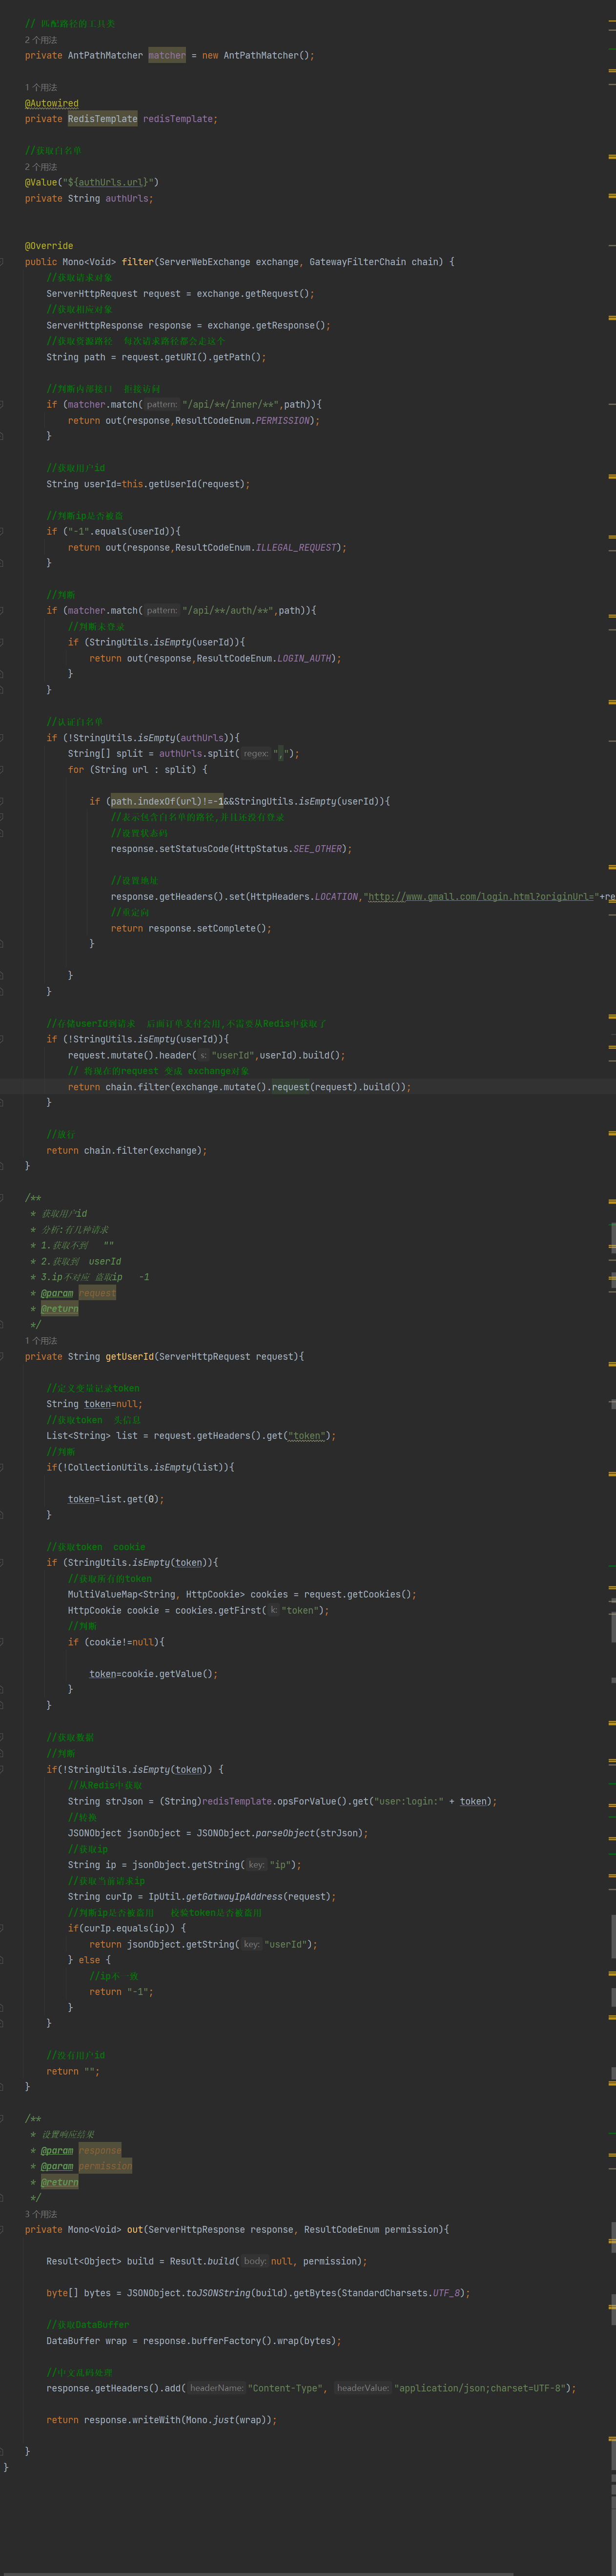 // 匹配路径的工具类
2 个用法
private AntPathMatcher matcher = new AntPathMatcher();
1 个用法
@Autowired
private RedisTemplate redisTemplate;
//获取白名单
2 个用法
@Value("${authUrls.url}")
private String authUrls;
@Override
public Mono<Void> filter(ServerWebExchange exchange, GatewayFilterChain chain) {
//获取请求对象
ServerHttpRequest request = exchange.getRequest();
//获取相应对象
ServerHttpResponse response = exchange.getResponse();
//获取资源路径  每次请求路径都会走这个
String path = request.getURI().getPath();
//判断内部接口  拒接访问
if (matcher.match( pattern: "/api/**/inner/**",path)){
return out(response,ResultCodeEnum.PERMISSION);
}
//获取用户id
String userId=this.getUserId(request);
//判断ip是否被盗
if ("-1".equals(userId)){
return out(response,ResultCodeEnum.ILLEGAL_REQUEST);
}
//判断
if (matcher.match( pattern: "/api/**/auth/**",path)){
//判断未登录
if (StringUtils.isEmpty(userId)){
return out(response,ResultCodeEnum.LOGIN_AUTH);
}
}
//认证白名单
if (!StringUtils.isEmpty(authUrls)){
String[] split = authUrls.split( regex: ",");
for (String url : split) {
if (path.indexOf(url)!=-1&&StringUtils.isEmpty(userId)){
//表示包含白名单的路径,并且还没有登录
//设置状态码
response.setStatusCode(HttpStatus.SEE_OTHER);
//设置地址
response.getHeaders().set(HttpHeaders.LOCATION,"http://www.gmall.com/login.html?originUrl="+re
//重定向
return response.setComplete();
}
}
}
//存储userId到请求  后面订单支付会用,不需要从Redis中获取了
if (!StringUtils.isEmpty(userId)){
request.mutate().header( s: "userId",userId).build();
// 将现在的request 变成 exchange对象
return chain.filter(exchange.mutate().request(request).build());
}
//放行
return chain.filter(exchange);
}
/**
* 获取用户id
* 分析:有几种请求
* 1.获取不到   ""
* 2.获取到  userId
* 3.ip不对应 盗取ip   -1
* @param request
* @return
*/
1 个用法
private String getUserId(ServerHttpRequest request){
//定义变量记录token
String token=null;
//获取token  头信息
List<String> list = request.getHeaders().get("token");
//判断
if(!CollectionUtils.isEmpty(list)){
token=list.get(0);
}
//获取token  cookie
if (StringUtils.isEmpty(token)){
//获取所有的token
MultiValueMap<String, HttpCookie> cookies = request.getCookies();
HttpCookie cookie = cookies.getFirst( k: "token");
//判断
if (cookie!=null){
token=cookie.getValue();
}
}
//获取数据
//判断
if(!StringUtils.isEmpty(token)) {
//从Redis中获取
String strJson = (String)redisTemplate.opsForValue().get("user:login:" + token);
//转换
JSONObject jsonObject = JSONObject.parseObject(strJson);
//获取ip
String ip = jsonObject.getString( key: "ip");
//获取当前请求ip
String curIp = IpUtil.getGatwayIpAddress(request);
//判断ip是否被盗用   校验token是否被盗用
if(curIp.equals(ip)) {
return jsonObject.getString( key: "userId");
} else {
//ip不一致
return "-1";
}
}
//没有用户id
return "";
}
/**
* 设置响应结果
* @param response
* @param permission
* @return
*/
3 个用法
private Mono<Void> out(ServerHttpResponse response, ResultCodeEnum permission){
Result<Object> build = Result.build( body: null, permission);
byte[] bytes = JSONObject.toJSONString(build).getBytes(StandardCharsets.UTF_8);
//获取DataBuffer
DataBuffer wrap = response.bufferFactory().wrap(bytes);
//中文乱码处理
response.getHeaders().add( headerName: "Content-Type", headerValue: "application/json;charset=UTF-8");
return response.writeWith(Mono.just(wrap));
}
}